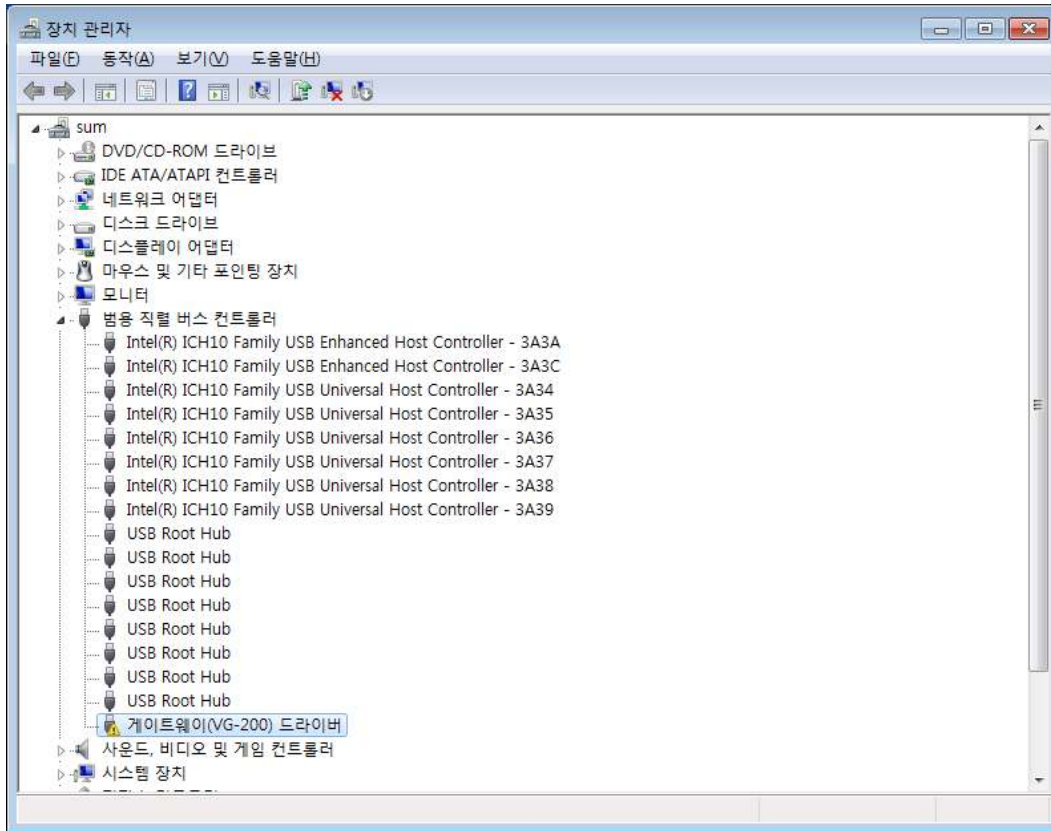 장치 관리자
파일(F) 동작(A) 보기(V) 도움말(H)
sum
DVD/CD-ROM 드라이브
IDE ATA/ATAPI 컨트롤러
네트워크 어댑터
디스크 드라이브
디스플레이 어댑터
마우스 및 기타 포인팅 장치
모니터
범용 직렬 버스 컨트롤러
Intel(R) ICH10 Family USB Enhanced Host Controller - 3A3A
Intel(R) ICH10 Family USB Enhanced Host Controller - 3A3C
Intel(R) ICH10 Family USB Universal Host Controller - 3A34
Intel(R) ICH10 Family USB Universal Host Controller - 3A35
Intel(R) ICH10 Family USB Universal Host Controller - 3A36
Intel(R) ICH10 Family USB Universal Host Controller - 3A37
Intel(R) ICH10 Family USB Universal Host Controller - 3A38
Intel(R) ICH10 Family USB Universal Host Controller - 3A39
USB Root Hub
USB Root Hub
USB Root Hub
USB Root Hub
USB Root Hub
USB Root Hub
USB Root Hub
USB Root Hub
게이트웨이(VG-200) 드라이버
사운드, 비디오 및 게임 컨트롤러
시스템 장치